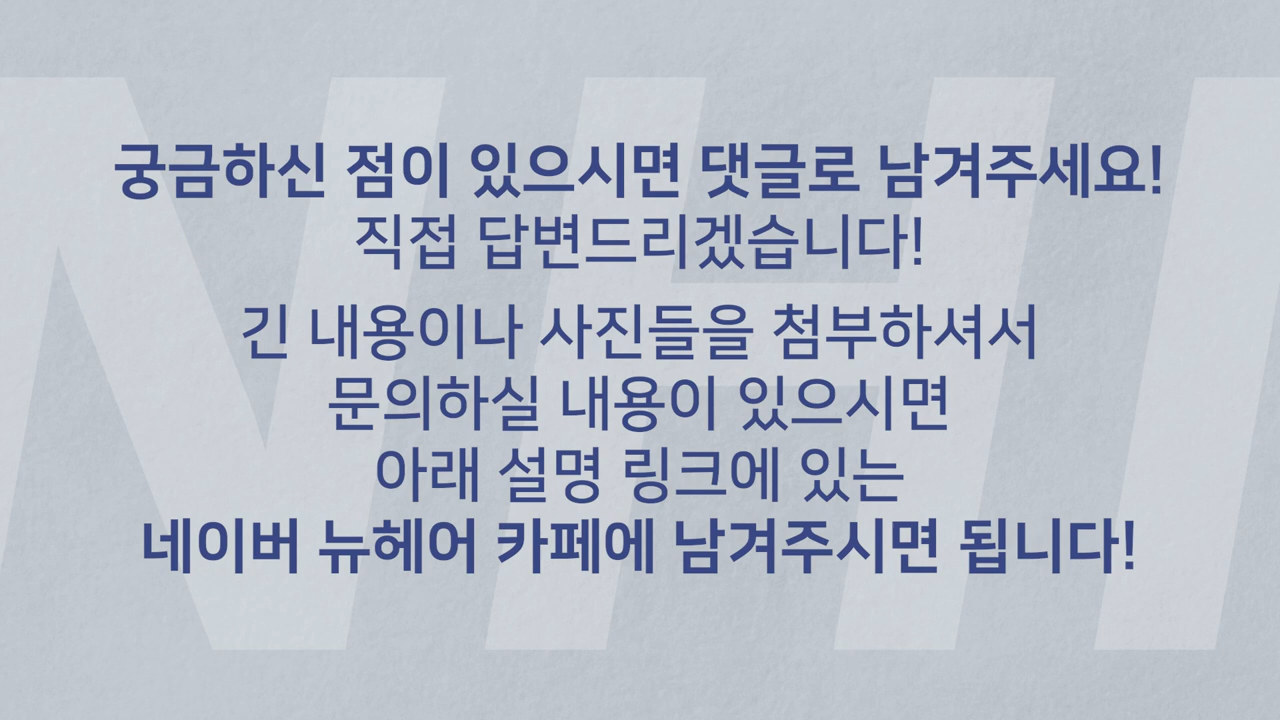 궁금하신 점이 있으시면 댓글로 남겨주세요!
직접 답변드리겠습니다!
긴 내용이나 사진들을 첨부하셔서
문의하실 내용이 있으시면
아래 설명 링크에 있는
네이버 뉴헤어 카페에 남겨주시면 됩니다!